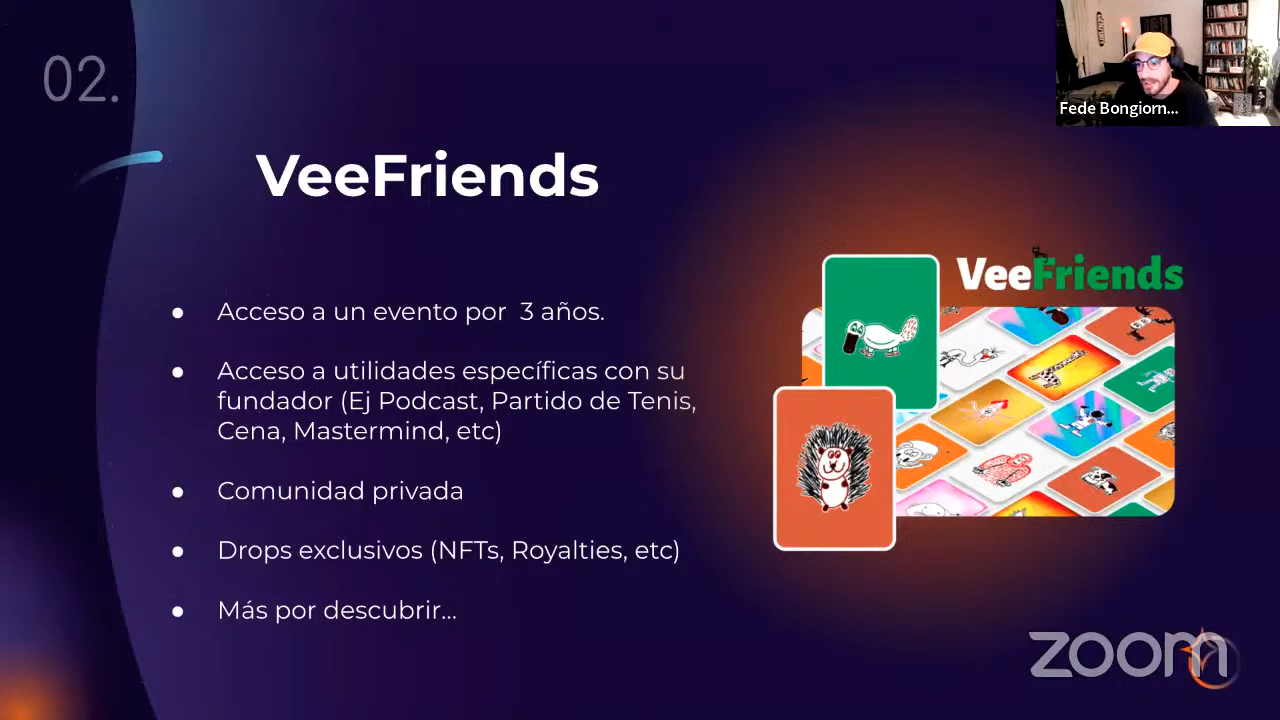 02.
Fede Bongiorn...
VeeFriends
VeeFriends
● Acceso a un evento por  3 años.
● Acceso a utilidades específicas con su
fundador (Ej Podcast, Partido de Tenis,
Cena, Mastermind, etc)
● Comunidad privada
● Drops exclusivos (NFTs, Royalties, etc)
● Más por descubrir...
zoom